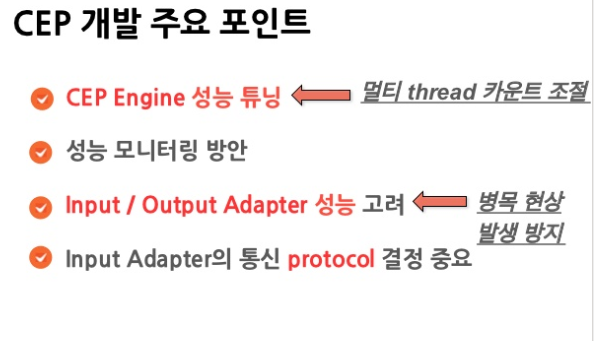 CEP 개발 주요 포인트
CEP Engine 성능 튜닝
멀티 thread 카운트 조절
성능 모니터링 방안
Input / Output Adapter 성능 고려
병목 현상
발생 방지
Input Adapter의 통신 protocol 결정 중요